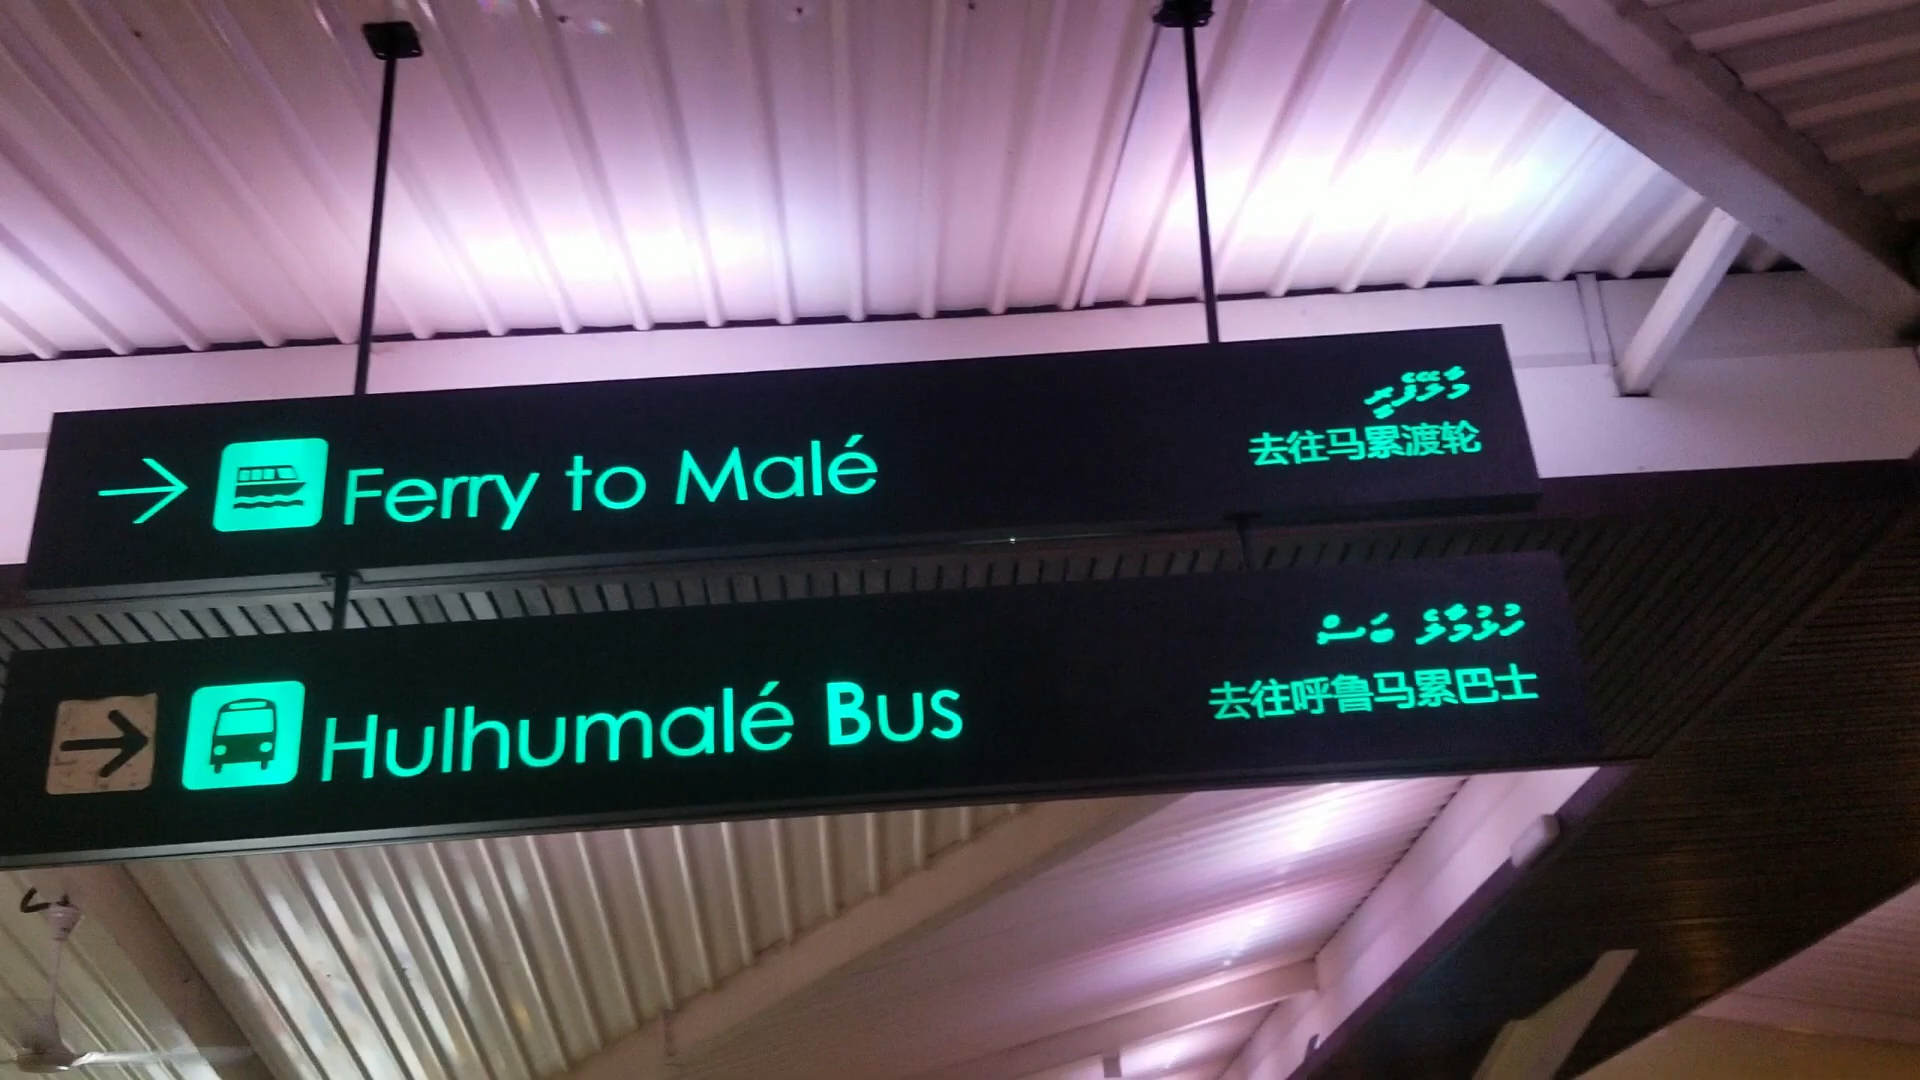 Ferry to Malé
މާލެފެރީ
去往马累渡轮
Hulhumalé Bus
ހުޅުމާލެ ބަސް
去往呼鲁马累巴士